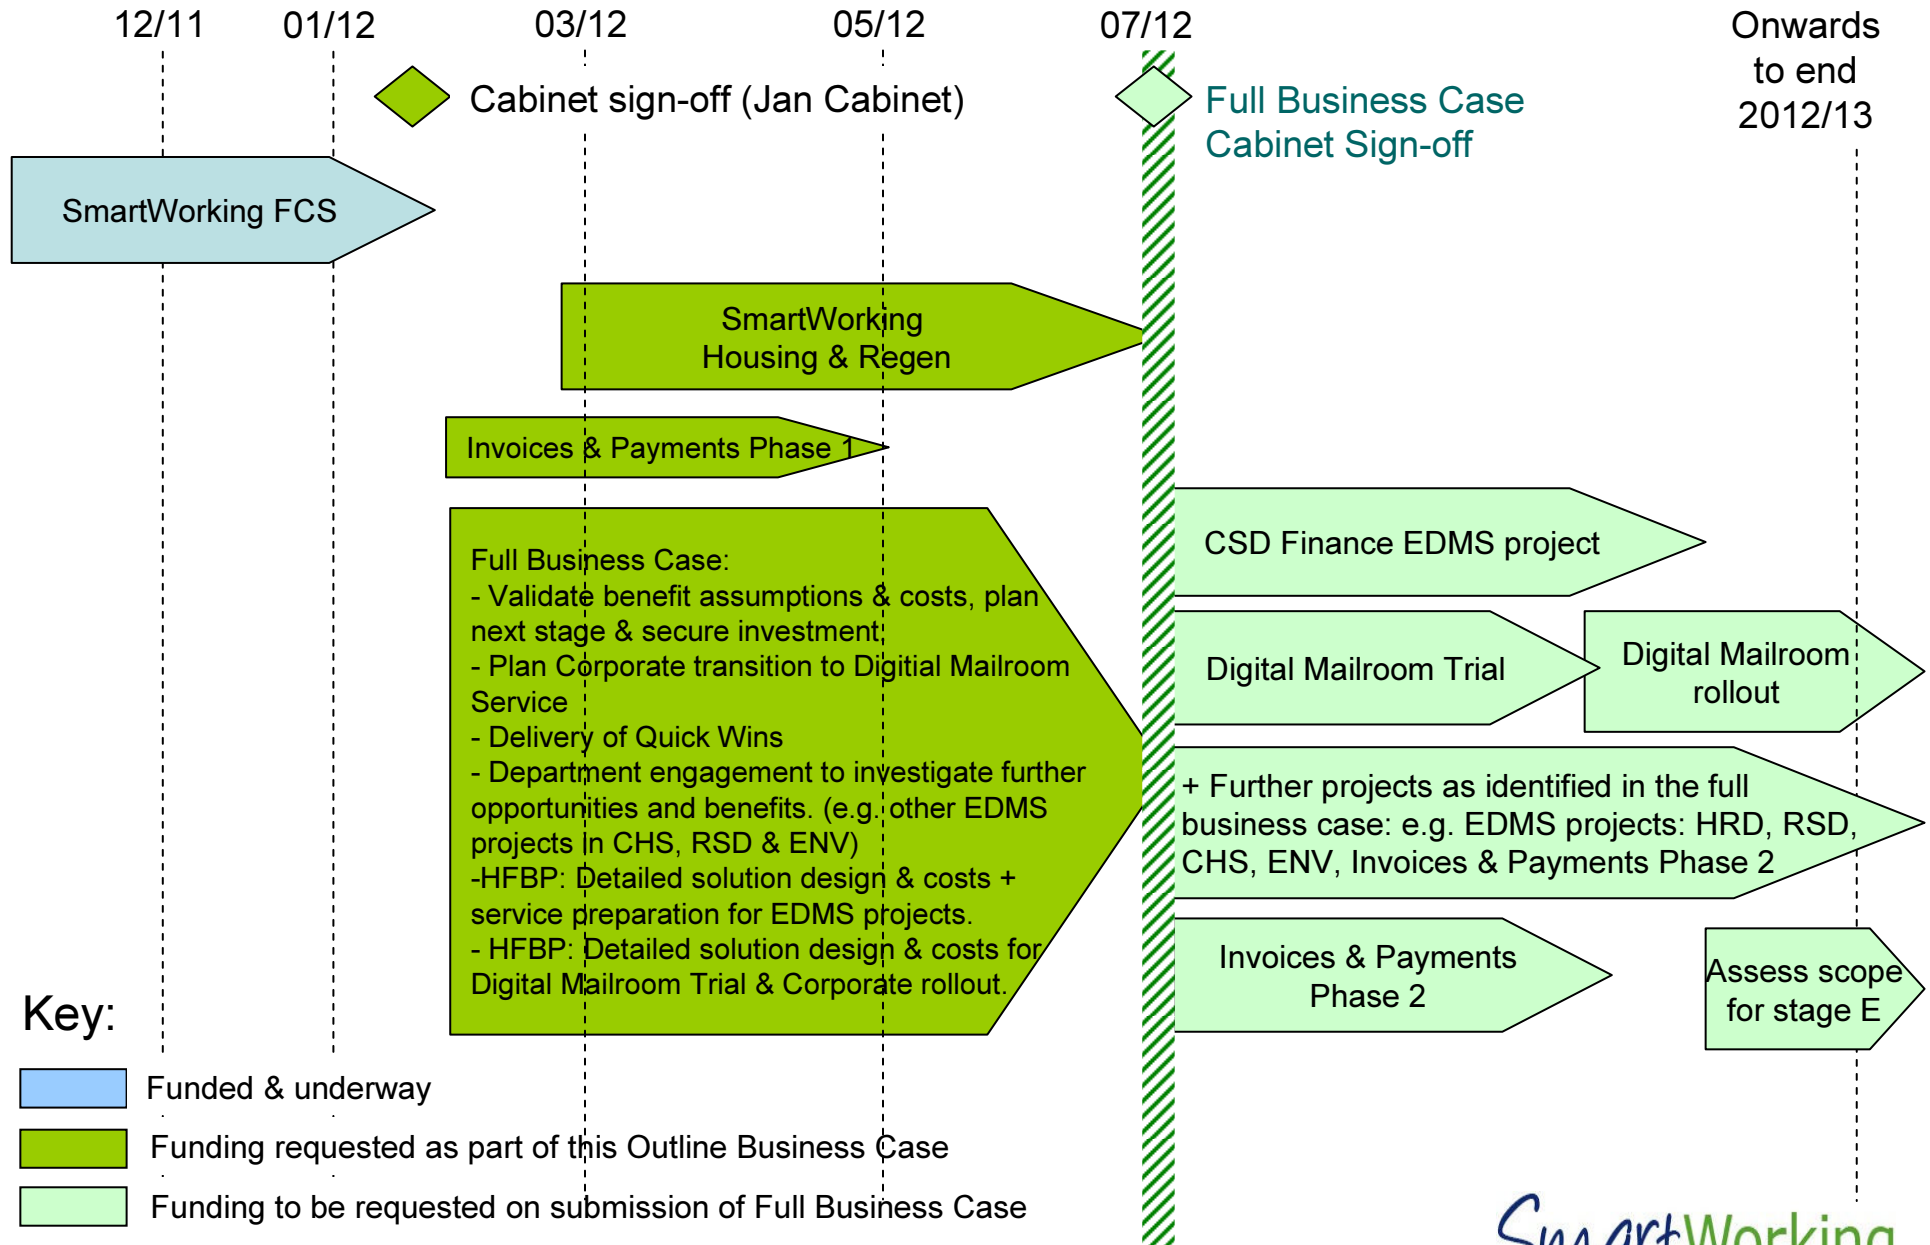 12/11
01/12
03/12
05/12
07/12
Onwards
to end
2012/13
Cabinet sign-off (Jan Cabinet)
Full Business Case
Cabinet Sign-off
SmartWorking FCS
SmartWorking
Housing & Regen
Invoices & Payments Phase 1
Full Business Case:
- Validate benefit assumptions & costs, plan
next stage & secure investment,
- Plan Corporate transition to Digitial Mailroom
Service
- Delivery of Quick Wins
- Department engagement to investigate further
opportunities and benefits. (e.g. other EDMS
projects in CHS, RSD & ENV)
-HFBP: Detailed solution design & costs +
service preparation for EDMS projects.
- HFBP: Detailed solution design & costs for
Digital Mailroom Trial & Corporate rollout.
CSD Finance EDMS project
Digital Mailroom Trial
Digital Mailroom
rollout
+ Further projects as identified in the full
business case: e.g. EDMS projects: HRD, RSD,
CHS, ENV, Invoices & Payments Phase 2
Invoices & Payments
Phase 2
Assess scope
for stage E
Key:
Funded & underway
Funding requested as part of this Outline Business Case
Funding to be requested on submission of Full Business Case
SmartWorking